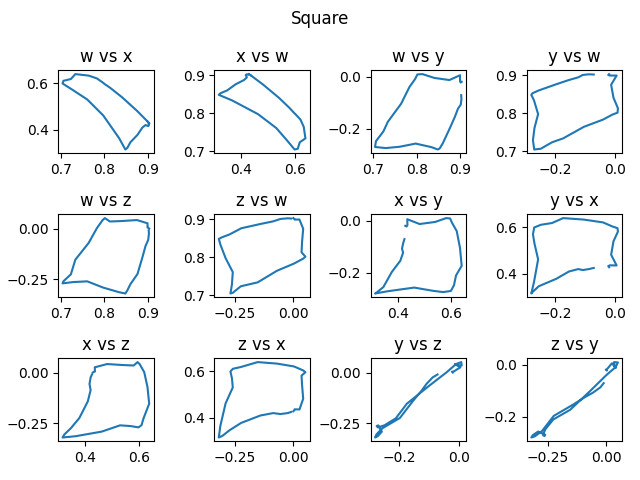 Square
w vs x x vs w w vs y y vs w
0.6 0.4 0.7 0.8 0.9
0.9 0.8 0.7 0.4 0.6
0.0 −0.2 0.7 0.8 0.9
0.9 0.8 0.7 −0.2 0.0
w vs z z vs w x vs y y vs x
0.00 −0.25 0.7 0.8 0.9
0.9 0.8 0.7 −0.25 0.00
0.0 −0.2 0.4 0.6
0.6 0.4 −0.2 0.0
x vs z z vs x y vs z z vs y
0.00 −0.25 0.4 0.6
0.6 0.4 −0.25 0.00
0.00 −0.25 −0.2 0.0
0.0 −0.2 −0.25 0.00